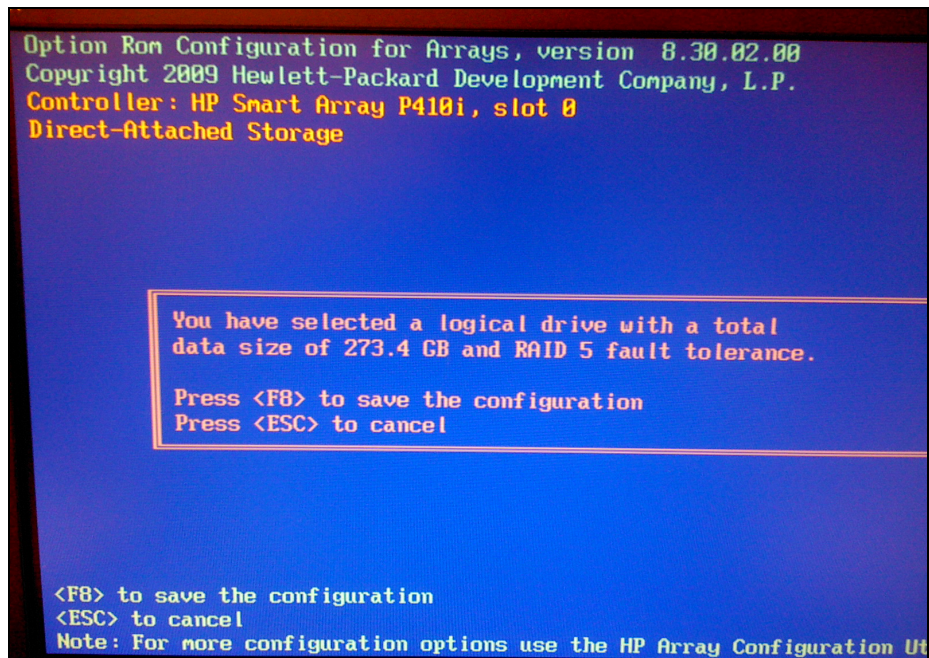 Option Rom Configuration for Arrays, version 8.30.02.00
Copyright 2009 Hewlett-Packard Development Company, L.P.
Controller: HP Smart Array P410i, slot 0
Direct-Attached Storage
You have selected a logical drive with a total
data size of 273.4 GB and RAID 5 fault tolerance.
Press <F8> to save the configuration
Press <ESC> to cancel
<F8> to save the configuration
<ESC> to cancel
Note: For more configuration options use the HP Array Configuration Ut